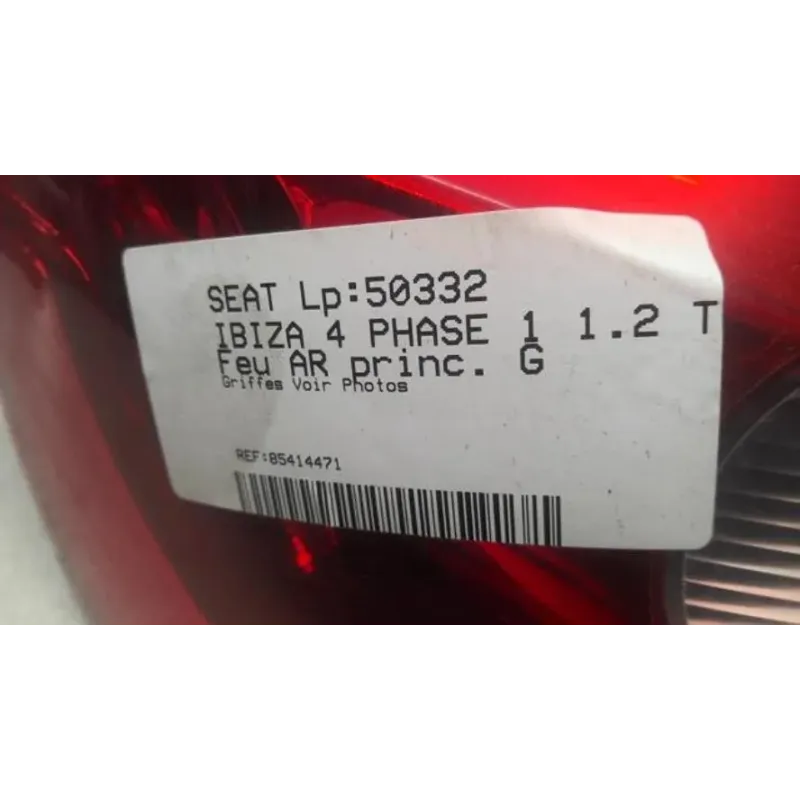 SEAT Lp:50332
IBIZA 4 PHASE 1 1.2 T
Feu AR princ. G
Griffes Voir Photos
REF:85414471